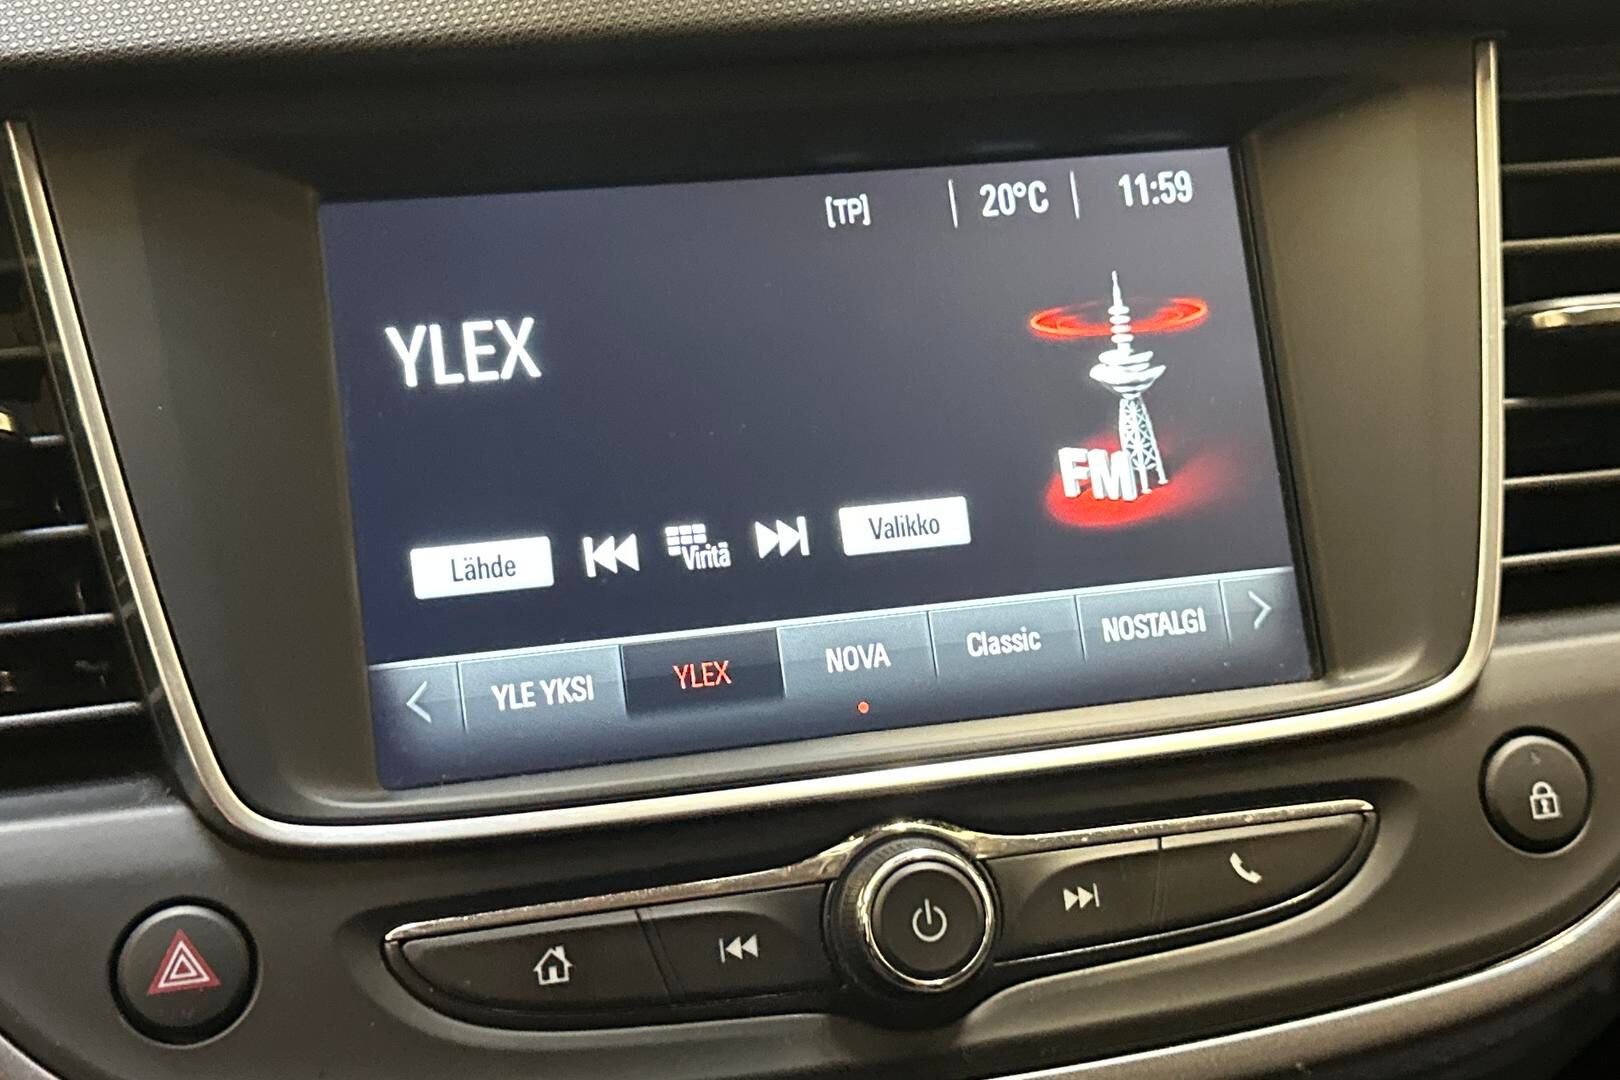 [TP] | 20°C | 11:59
YLEX
FM
Lähde Viritä Valikko
YLE YKSI YLEX NOVA Classic NOSTALGI